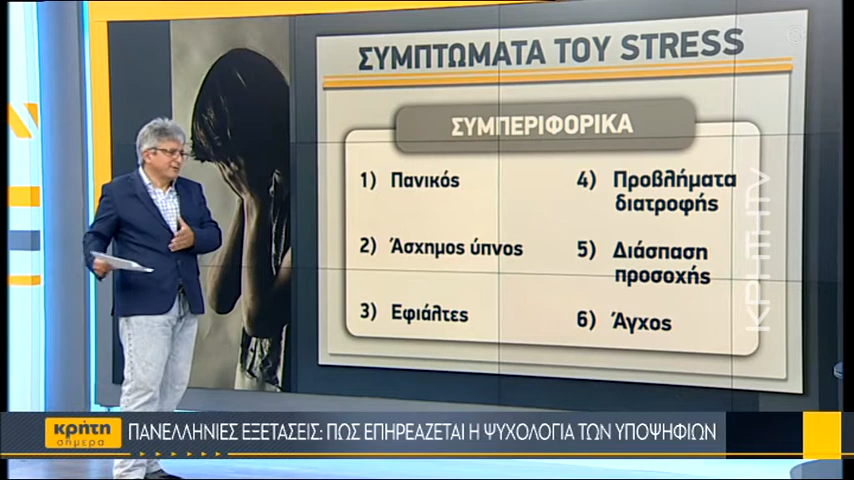 ΣΥΜΠΤΩΜΑΤΑ ΤΟΥ STRESS
ΣΥΜΠΕΡΙΦΟΡΙΚΑ
1) Πανικός
2) Άσχημος ύπνος
3) Εφιάλτες
4) Προβλήματα
διατροφής
5) Διάσπαση
προσοχής
6) Άγχος
ΚΡΗΤΗ TV
κρήτη
σήμερα
ΠΑΝΕΛΛΗΝΙΕΣ ΕΞΕΤΑΣΕΙΣ: ΠΩΣ ΕΠΗΡΕΑΖΕΤΑΙ Η ΨΥΧΟΛΟΓΙΑ ΤΩΝ ΥΠΟΨΗΦΙΩΝ